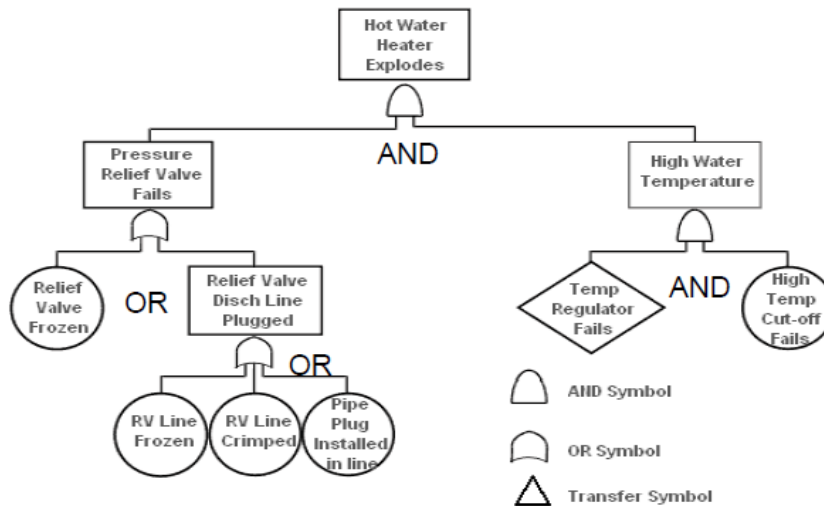 Hot Water
Heater
Explodes
AND
Pressure
Relief Valve
Fails
High Water
Temperature
Relief
Valve
Frozen
OR
Relief Valve
Disch Line
Plugged
Temp
Regulator
Fails
AND
High
Temp
Cut-off
Fails
OR
RV Line
Frozen
RV Line
Crimped
Pipe
Plug
Installed
in line
AND Symbol
OR Symbol
Transfer Symbol